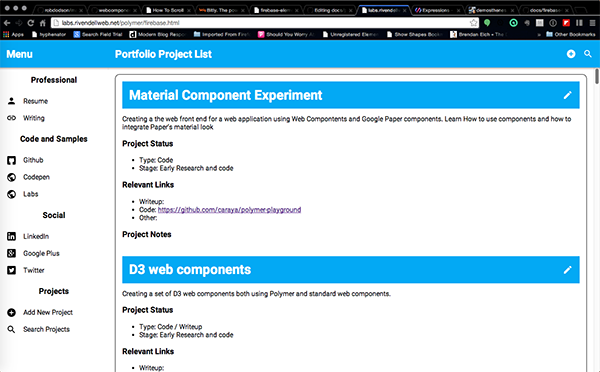 robdodson
webcompone
How To Scroll
Bitly. The po
firebase-elem
Editing docu
labs.rivendellw
Expressions
demosthene
..docs/firebase
labs.rivendellweb.net/polymer/firebase.html
Apps
Bookmarks
hyphenator
Search Field Trial
Modern Blog Resp
Imported From Fire
Should You Worry A
Unregistered Eleme
Show Shapes Book
Brendan Eich » The
Other Bookmarks
Menu
Portfolio Project List
Professional
Resume
Writing
Code and Samples
Github
Codepen
Labs
Social
LinkedIn
Google Plus
Twitter
Projects
Add New Project
Search Projects
Material Component Experiment
Creating a the web front end for a web application using Web Compontents and Google Paper components. Learn How to use components and how to
integrate Paper's material look
Project Status
Type: Code
Stage: Early Research and code
Relevant Links
Writeup:
Code: https://github.com/caraya/polymer-playground
Other:
Project Notes
D3 web components
Creating a set of D3 web components both using Polymer and standard web components.
Project Status
Type: Code / Writeup
Stage: Early Research and code
Relevant Links
Writeup: